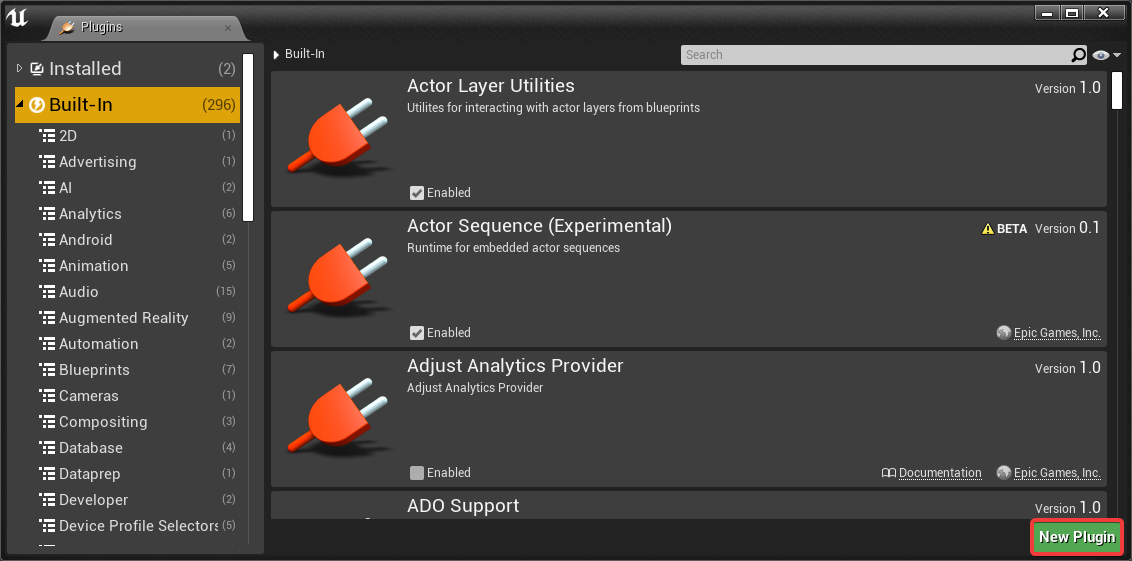 Plugins
Installed (2)
Built-In (296)
2D (1)
Advertising (1)
AI (2)
Analytics (6)
Android (2)
Animation (5)
Audio (15)
Augmented Reality (9)
Automation (2)
Blueprints (7)
Cameras (1)
Compositing (3)
Database (4)
Dataprep (1)
Developer (2)
Device Profile Selectors (5)
Built-In
Search
Actor Layer Utilities
Version 1.0
Utilites for interacting with actor layers from blueprints
Enabled
Actor Sequence (Experimental)
BETA Version 0.1
Runtime for embedded actor sequences
Enabled
Epic Games, Inc.
Adjust Analytics Provider
Version 1.0
Adjust Analytics Provider
Enabled
Documentation
Epic Games, Inc.
ADO Support
Version 1.0
New Plugin